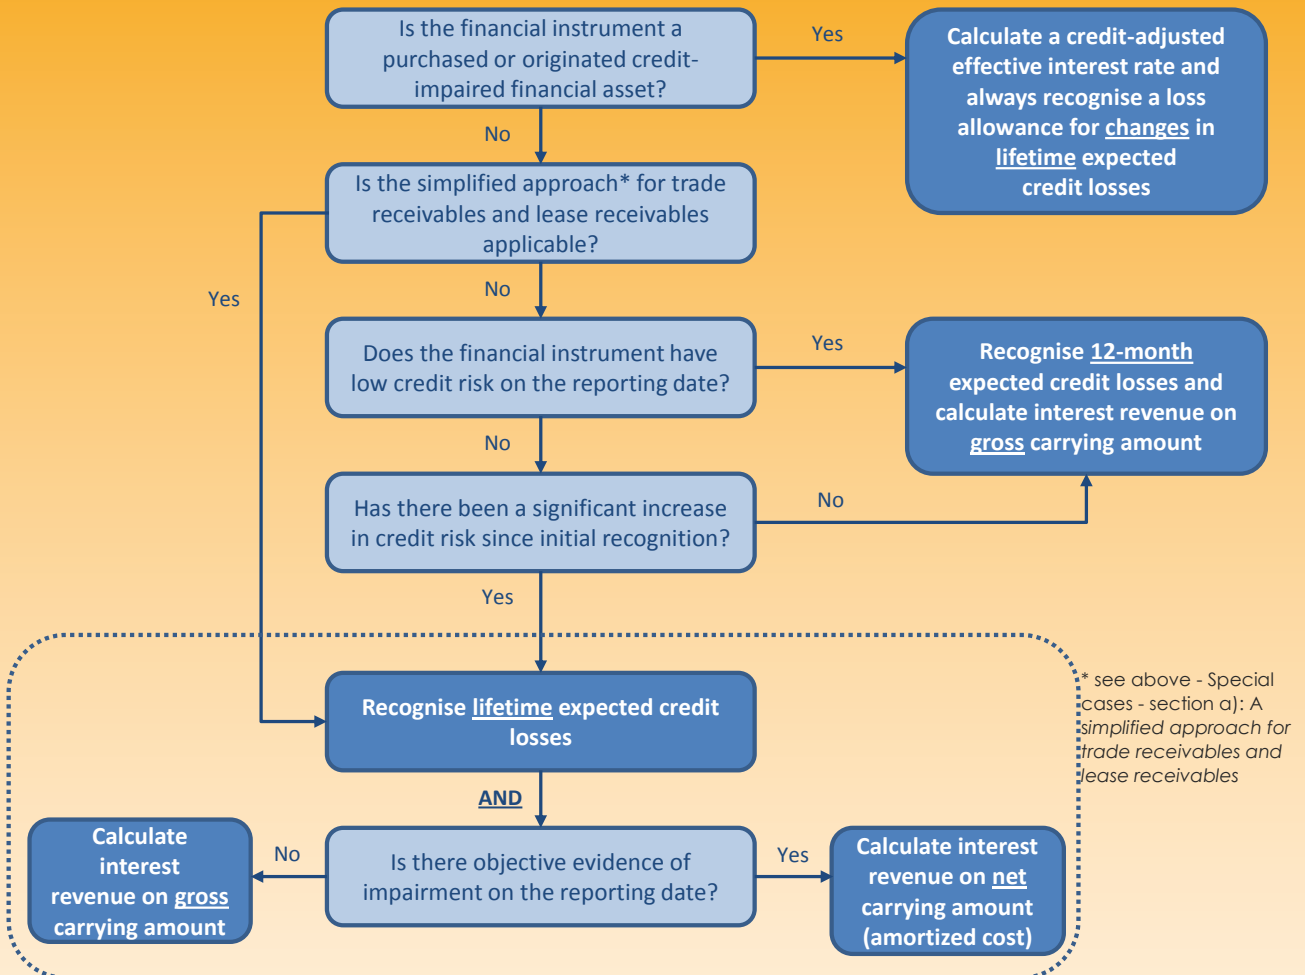 Is the financial instrument a
purchased or originated credit-
impaired financial asset?
Yes
Calculate a credit-adjusted
effective interest rate and
always recognise a loss
allowance for changes in
lifetime expected
credit losses
No
Is the simplified approach* for trade
receivables and lease receivables
applicable?
Yes
No
Does the financial instrument have
low credit risk on the reporting date?
Yes
Recognise 12-month
expected credit losses and
calculate interest revenue on
gross carrying amount
No
Has there been a significant increase
in credit risk since initial recognition?
No
Yes
Recognise lifetime expected credit
losses
* see above - Special
cases - section a): A
simplified approach for
trade receivables and
lease receivables
AND
Is there objective evidence of
impairment on the reporting date?
No
Calculate
interest
revenue on gross
carrying amount
Yes
Calculate interest
revenue on net
carrying amount
(amortized cost)